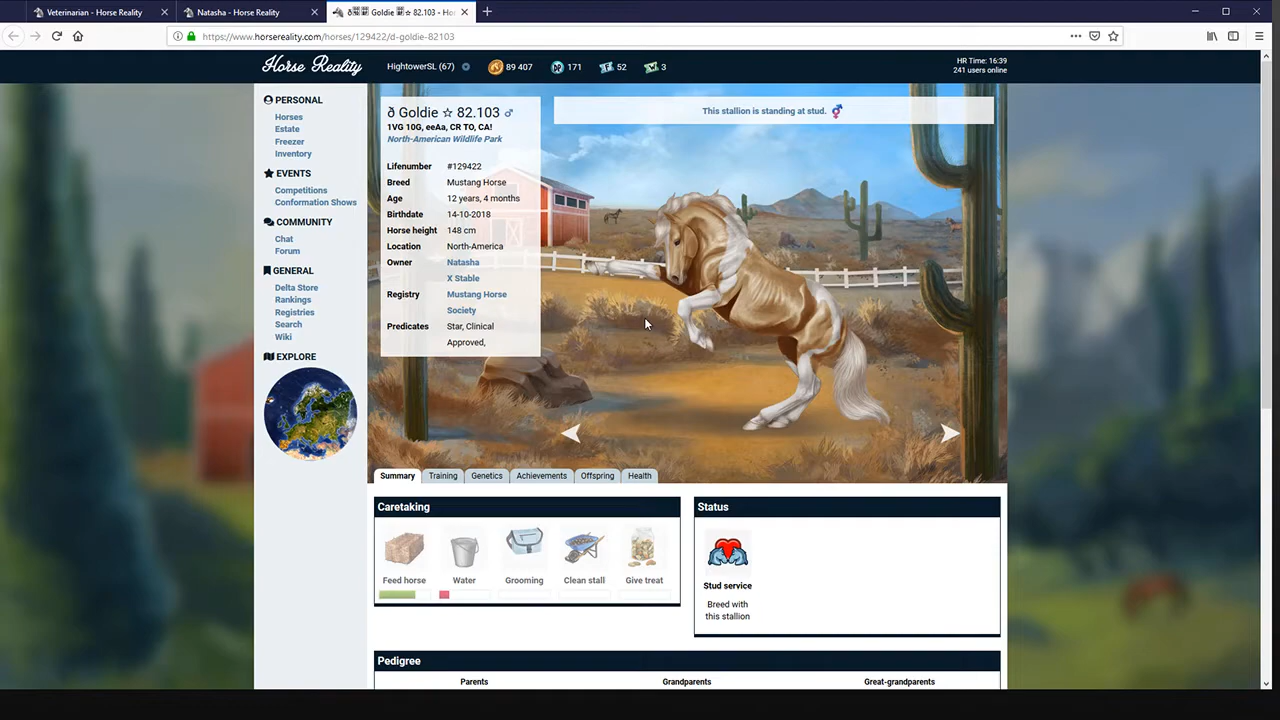 Veterinarian - Horse Reality
Natasha - Horse Reality
Goldie ☆ 82.103 - Ho
https://www.horsereality.com/horses/129422/d-goldie-82103
Horse Reality
HightowerSL (67)
89 407
171
52
3
HR Time: 16:39
241 users online
PERSONAL
Horses
Estate
Freezer
Inventory
EVENTS
Competitions
Conformation Shows
COMMUNITY
Chat
Forum
GENERAL
Delta Store
Rankings
Registries
Search
Wiki
EXPLORE
ð Goldie ☆ 82.103 ♂
1VG 10G, eeAa, CR TO, CA!
North-American Wildlife Park
Lifenumber #129422
Breed Mustang Horse
Age 12 years, 4 months
Birthdate 14-10-2018
Horse height 148 cm
Location North-America
Owner Natasha
X Stable
Registry Mustang Horse
Society
Predicates Star, Clinical
Approved,
This stallion is standing at stud.
Summary Training Genetics Achievements Offspring Health
Caretaking
Feed horse Water Grooming Clean stall Give treat
Status
Stud service
Breed with
this stallion
Pedigree
Parents Grandparents Great-grandparents